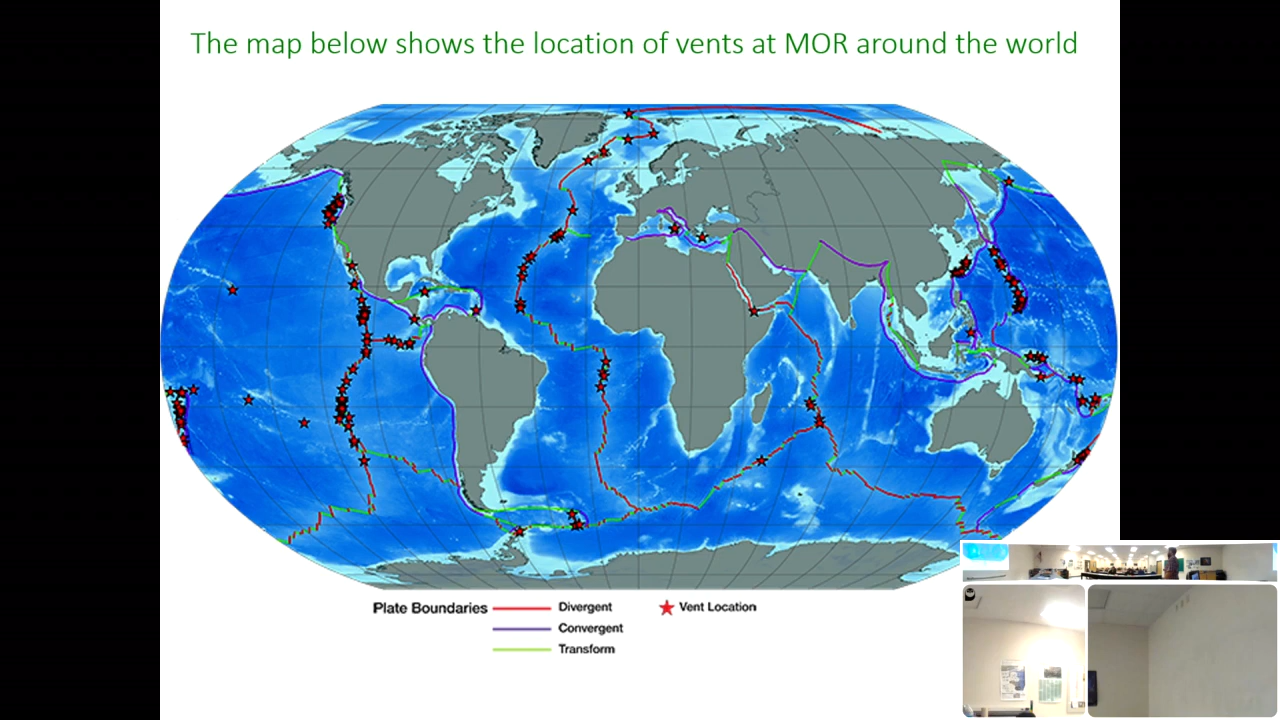 The map below shows the location of vents at MOR around the world
Plate Boundaries
Divergent
Vent Location
Convergent
Transform